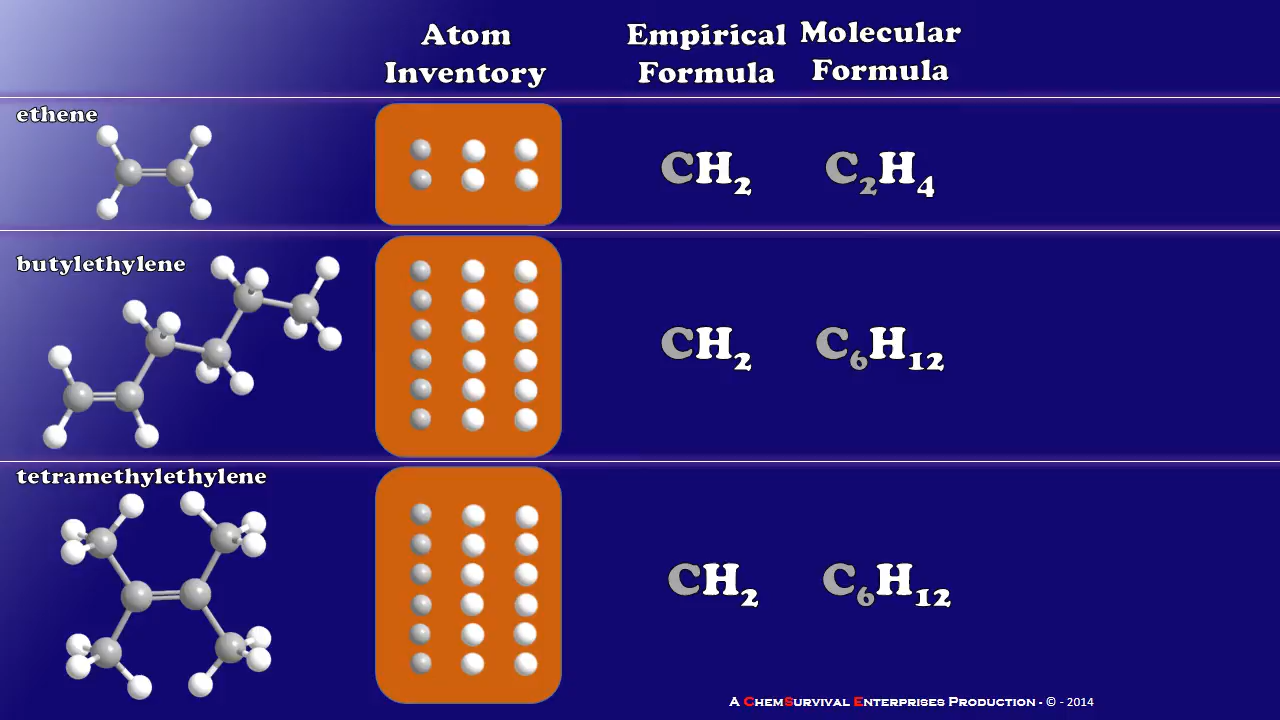 Atom
Inventory
Empirical
Formula
Molecular
Formula
ethene
CH₂
C₂H₄
butylethylene
CH₂
C₆H₁₂
tetramethylethylene
CH₂
C₆H₁₂
A ChemSurvival Enterprises Production - © - 2014